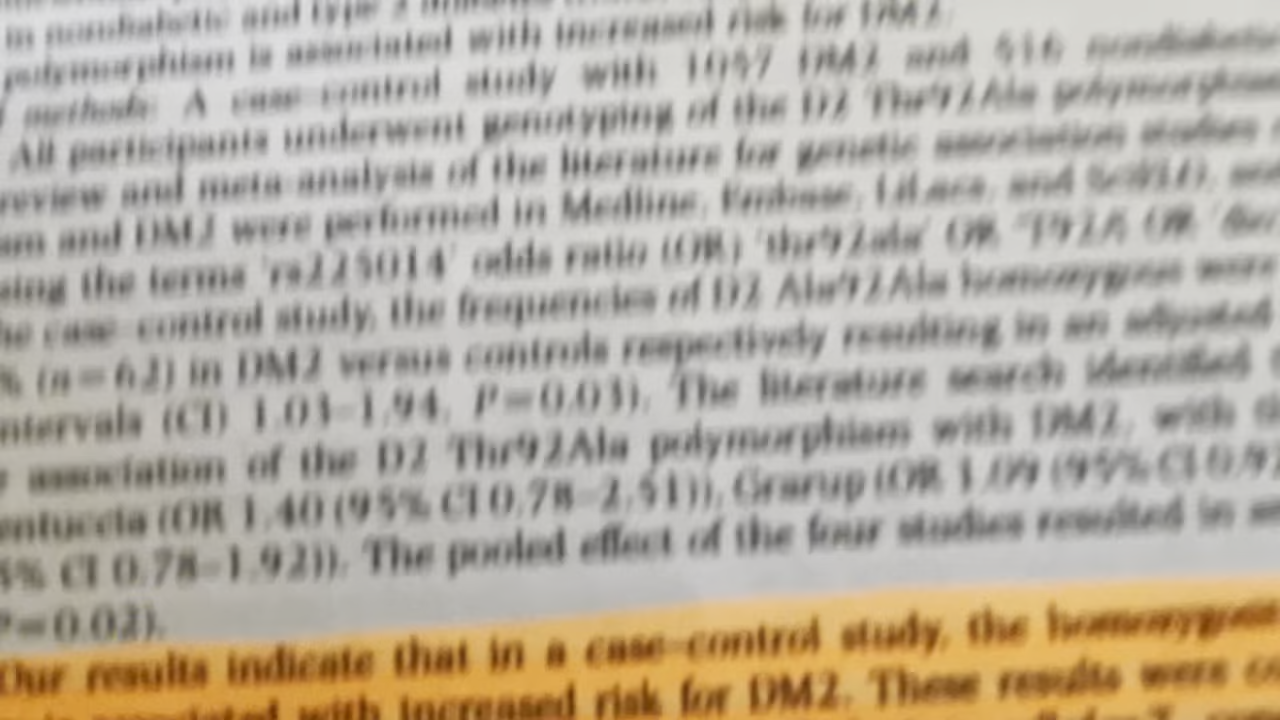 in nondiabetic and type 2
polymorphism is associated with increased risk for DM2.
methods: A case–control study with 1057 DM2 and 516 nondiabetic
All participants underwent genotyping of the D2 Thr92Ala polymorphism
review and meta-analysis of the literature for genetic association studies
and DM2 were performed in Medline, Embase, LiLacs, and SciELO,
the terms 'rs225014' odds ratio (OR) 'thr92ala' OR 'T92A' OR
case–control study, the frequencies of D2 Ala92Ala homozygous were
% (n=62) in DM2 versus controls respectively resulting in an adjusted
(CI) 1.03–1.94, P=0.03). The literature search identified
association of the D2 Thr92Ala polymorphism with DM2, with
(OR 1.40 (95% CI 0.78–2.51)), Grarup (OR 1.09 (95% CI 0.92
5% CI 0.78–1.92)). The pooled effect of the four studies resulted in
P=0.02).
Our results indicate that in a case–control study, the homozygosity
associated with increased risk for DM2. These results were